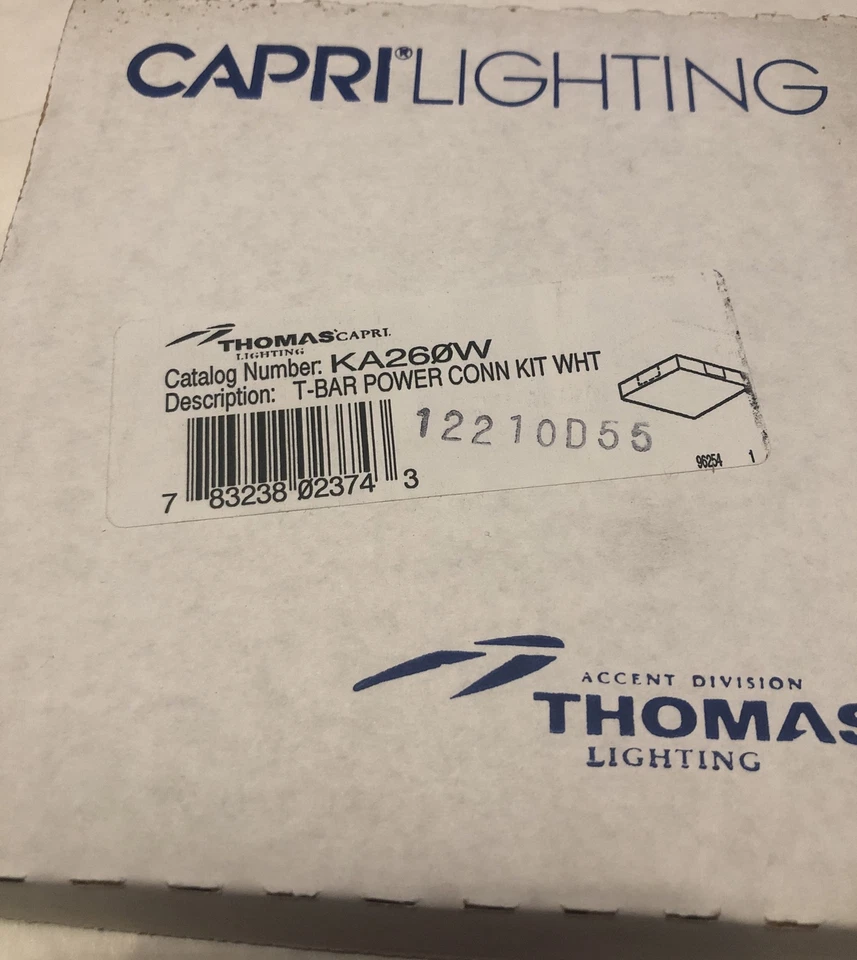 CAPRI® LIGHTING
THOMAS CAPRI
LIGHTING
Catalog Number: KA260W
Description: T-BAR POWER CONN KIT WHT
12210D55
7 83238 02374 3
96254 1
ACCENT DIVISION
THOMAS
LIGHTING